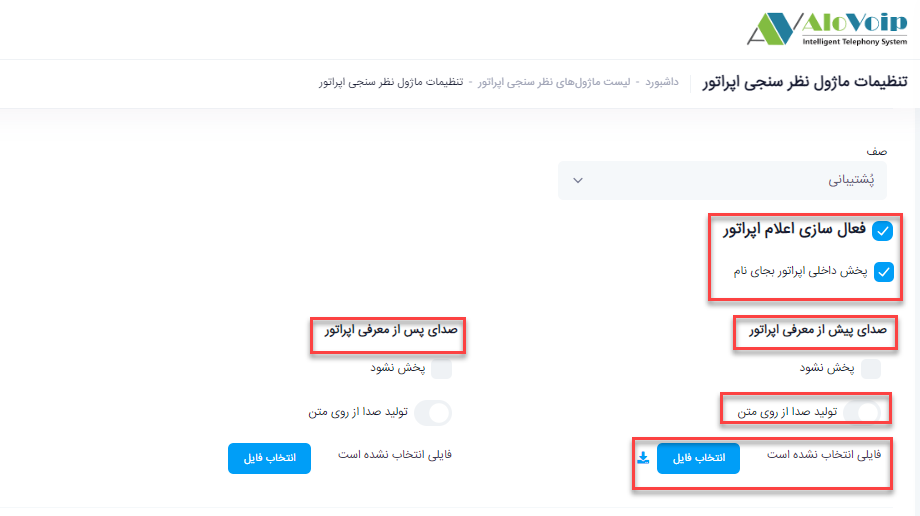 AloVoip
Intelligent Telephony System
تنظیمات ماژول نظر سنجی اپراتور
داشبورد - لیست ماژول‌های نظر سنجی اپراتور - تنظیمات ماژول نظر سنجی اپراتور
صف
پُشتیبانی
فعال سازی اعلام اپراتور
پخش داخلی اپراتور بجای نام
صدای پیش از معرفی اپراتور
صدای پس از معرفی اپراتور
پخش نشود
پخش نشود
تولید صدا از روی متن
تولید صدا از روی متن
فایلی انتخاب نشده است
انتخاب فایل
فایلی انتخاب نشده است
انتخاب فایل